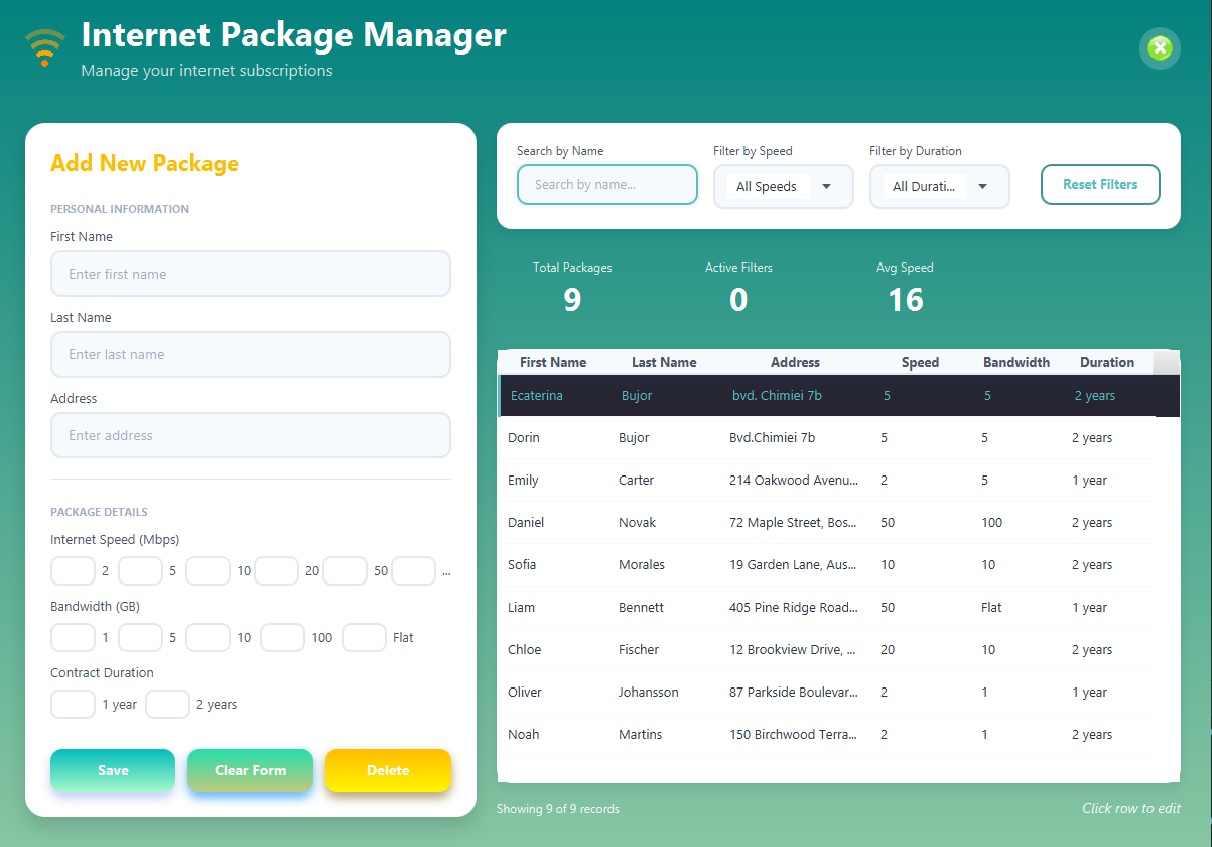 Internet Package Manager
Manage your internet subscriptions
Add New Package
PERSONAL INFORMATION
First Name
Enter first name
Last Name
Enter last name
Address
Enter address
PACKAGE DETAILS
Internet Speed (Mbps)
2 5 10 20 50 ...
Bandwidth (GB)
1 5 10 100 Flat
Contract Duration
1 year 2 years
Save Clear Form Delete
Search by Name Filter by Speed Filter by Duration
Search by name... All Speeds All Durati... Reset Filters
Total Packages Active Filters Avg Speed
9 0 16
First Name Last Name Address Speed Bandwidth Duration
Ecaterina Bujor bvd. Chimiei 7b 5 5 2 years
Dorin Bujor Bvd.Chimiei 7b 5 5 2 years
Emily Carter 214 Oakwood Avenu... 2 5 1 year
Daniel Novak 72 Maple Street, Bos... 50 100 2 years
Sofia Morales 19 Garden Lane, Aus... 10 10 2 years
Liam Bennett 405 Pine Ridge Road... 50 Flat 1 year
Chloe Fischer 12 Brookview Drive, ... 20 10 2 years
Oliver Johansson 87 Parkside Boulevar... 2 1 1 year
Noah Martins 150 Birchwood Terra... 2 1 2 years
Showing 9 of 9 records Click row to edit